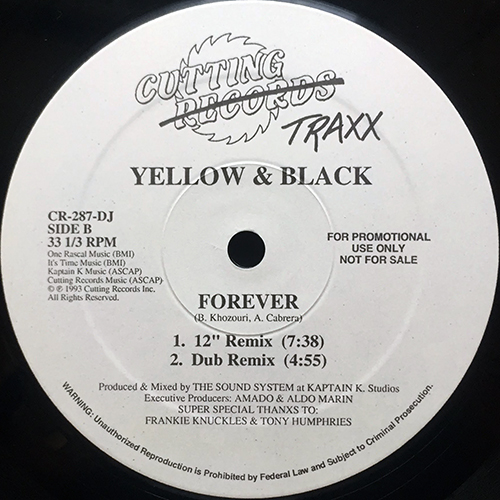 CUTTING
RECORDS
TRAXX
YELLOW & BLACK
CR-287-DJ
SIDE B
33 1/3 RPM
One Rascal Music (BMI)
It's Time Music (BMI)
Kaptain K Music (ASCAP)
Cutting Records Music (ASCAP)
© ℗ 1993 Cutting Records Inc.
All Rights Reserved.
FOR PROMOTIONAL
USE ONLY
NOT FOR SALE
FOREVER
(B. Khozouri, A. Cabrera)
1. 12" Remix (7:38)
2. Dub Remix (4:55)
Produced & Mixed by THE SOUND SYSTEM at KAPTAIN K. Studios
Executive Producers: AMADO & ALDO MARIN
SUPER SPECIAL THANXS TO:
FRANKIE KNUCKLES & TONY HUMPHRIES
WARNING: Unauthorized Reproduction is Prohibited by Federal Law and Subject to Criminal Prosecution.